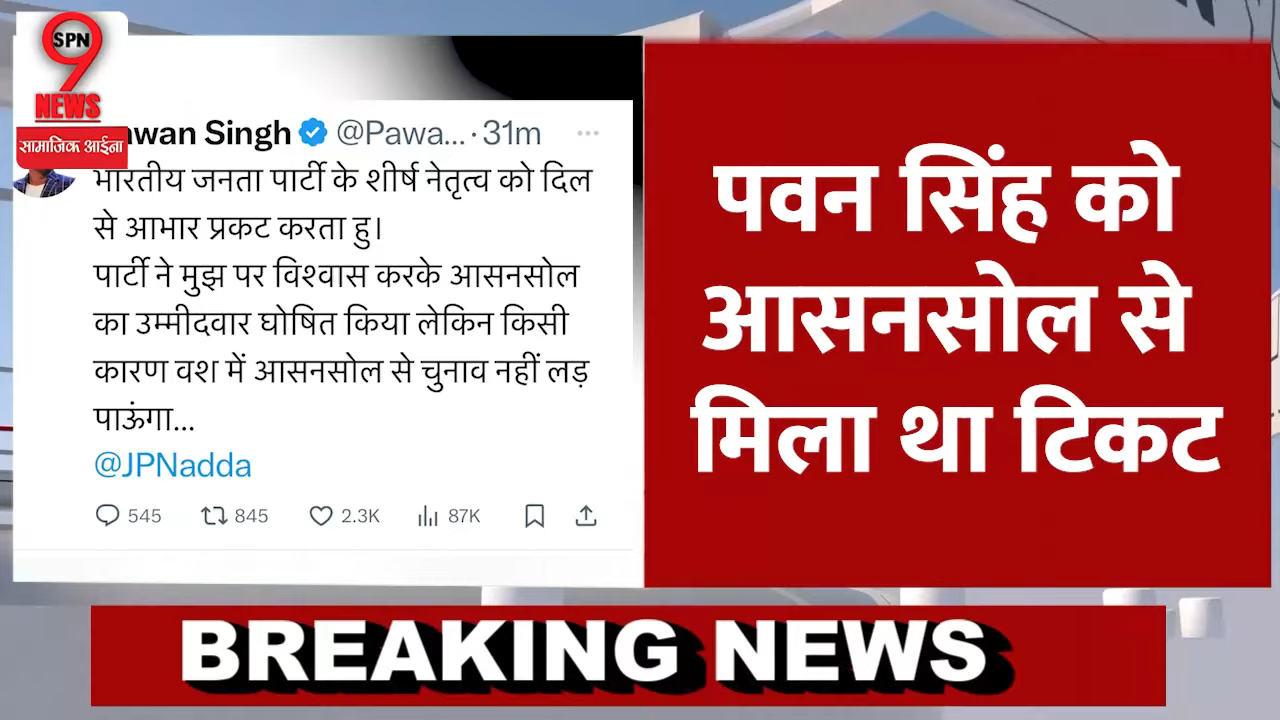 SPN
9
NEWS
सामाजिक आईना
Singh @Pawa... · 31m
भारतीय जनता पार्टी के शीर्ष नेतृत्व को दिल
से आभार प्रकट करता हु।
पार्टी ने मुझ पर विश्वास करके आसनसोल
का उम्मीदवार घोषित किया लेकिन किसी
कारण वश में आसनसोल से चुनाव नहीं लड़
पाऊंगा...
@JPNadda
545 845 2.3K 87K
पवन सिंह को
आसनसोल से
मिला था टिकट
BREAKING NEWS